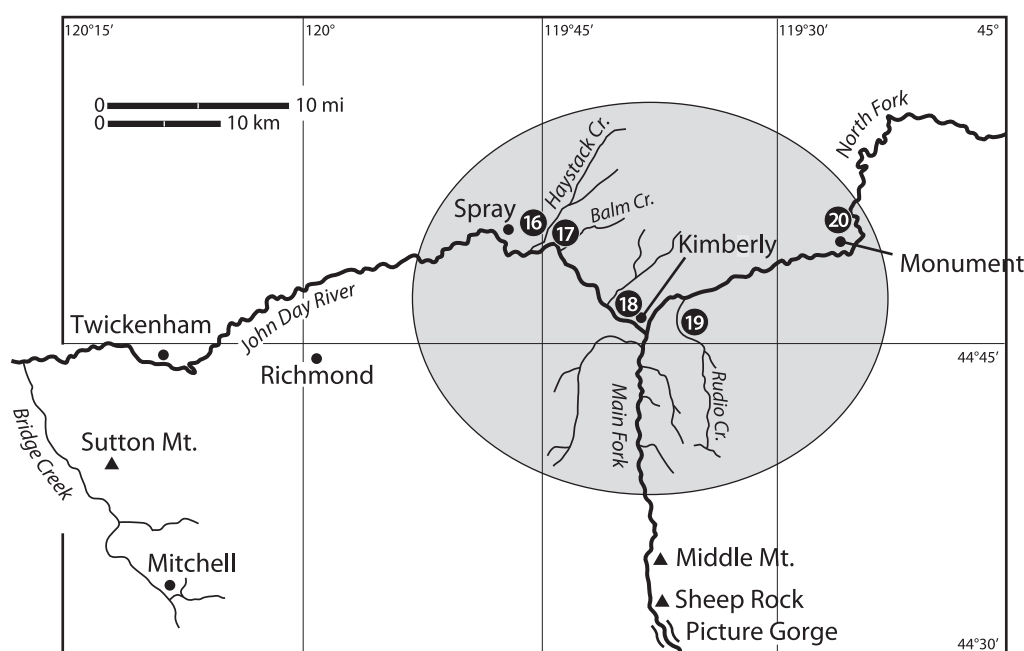 120°15'
120°
119°45'
119°30'
45°
0 10 mi
0 10 km
North Fork
Haystack Cr.
Spray
16
17
Balm Cr.
20
Kimberly
Monument
John Day River
18
19
Twickenham
44°45'
Richmond
Rudio Cr.
Main Fork
Bridge Creek
Sutton Mt.
Mitchell
Middle Mt.
Sheep Rock
Picture Gorge
44°30'